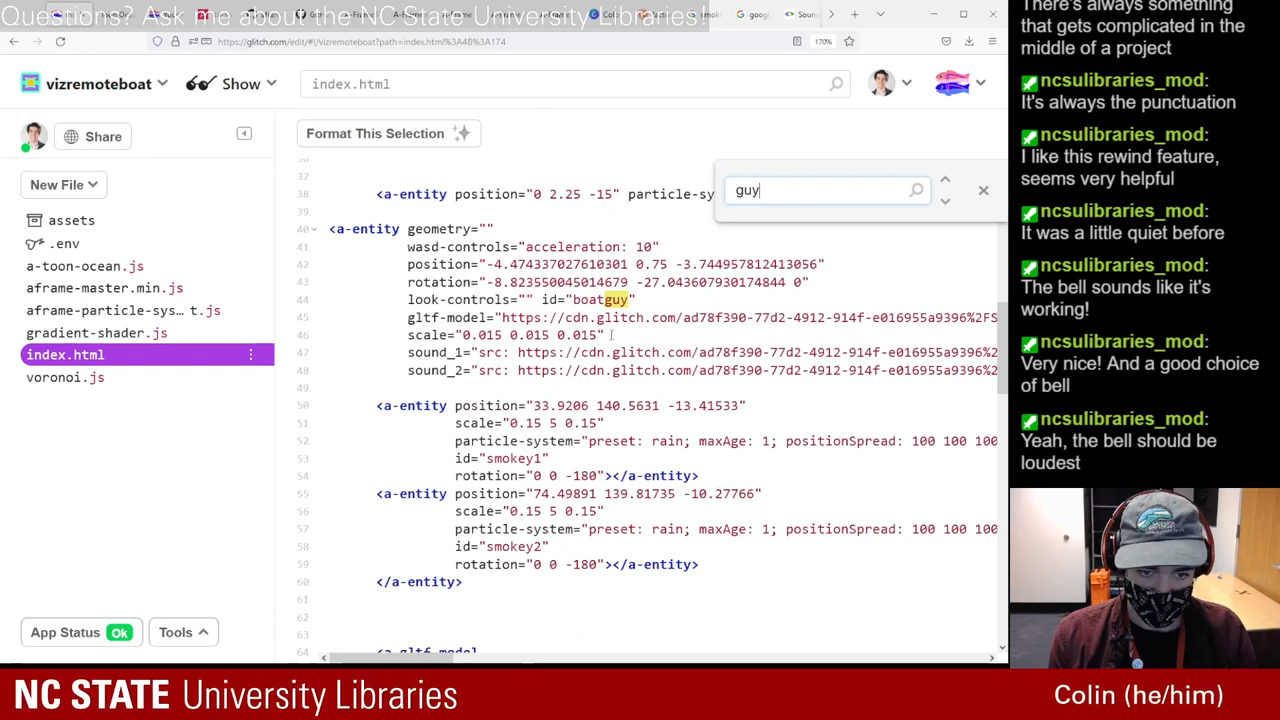 Questions? Ask me about the NC State University Libraries!
https://glitch.com/edit/#!/vizremoteboat?path=index.html%3A48%3A174
170%
vizremoteboat
Show
index.html
Share
Format This Selection
guy
New File
assets
.env
a-toon-ocean.js
aframe-master.min.js
aframe-particle-sys… t.js
gradient-shader.js
index.html
voronoi.js
App Status Ok
Tools
37
38 <a-entity position="0 2.25 -15" particle-sy
39
40 <a-entity geometry=""
41 wasd-controls="acceleration: 10"
42 position="-4.474337027610301 0.75 -3.744957812413056"
43 rotation="-8.823550045014679 -27.043607930174844 0"
44 look-controls="" id="boatguy"
45 gltf-model="https://cdn.glitch.com/ad78f390-77d2-4912-914f-e016955a9396%2FS
46 scale="0.015 0.015 0.015"
47 sound_1="src: https://cdn.glitch.com/ad78f390-77d2-4912-914f-e016955a9396%2
48 sound_2="src: https://cdn.glitch.com/ad78f390-77d2-4912-914f-e016955a9396%2
49
50 <a-entity position="33.9206 140.5631 -13.41533"
51 scale="0.15 5 0.15"
52 particle-system="preset: rain; maxAge: 1; positionSpread: 100 100 100
53 id="smokey1"
54 rotation="0 0 -180"></a-entity>
55 <a-entity position="74.49891 139.81735 -10.27766"
56 scale="0.15 5 0.15"
57 particle-system="preset: rain; maxAge: 1; positionSpread: 100 100 100
58 id="smokey2"
59 rotation="0 0 -180"></a-entity>
60 </a-entity>
61
62
63
64
There's always something
that gets complicated in the
middle of a project
ncsulibraries_mod:
It's always the punctuation
ncsulibraries_mod:
I like this rewind feature,
seems very helpful
ncsulibraries_mod:
It was a little quiet before
ncsulibraries_mod:
The bell sounds like it's
working!
ncsulibraries_mod:
Very nice! And a good choice
of bell
ncsulibraries_mod:
Yeah, the bell should be
loudest
NC STATE University Libraries
Colin (he/him)